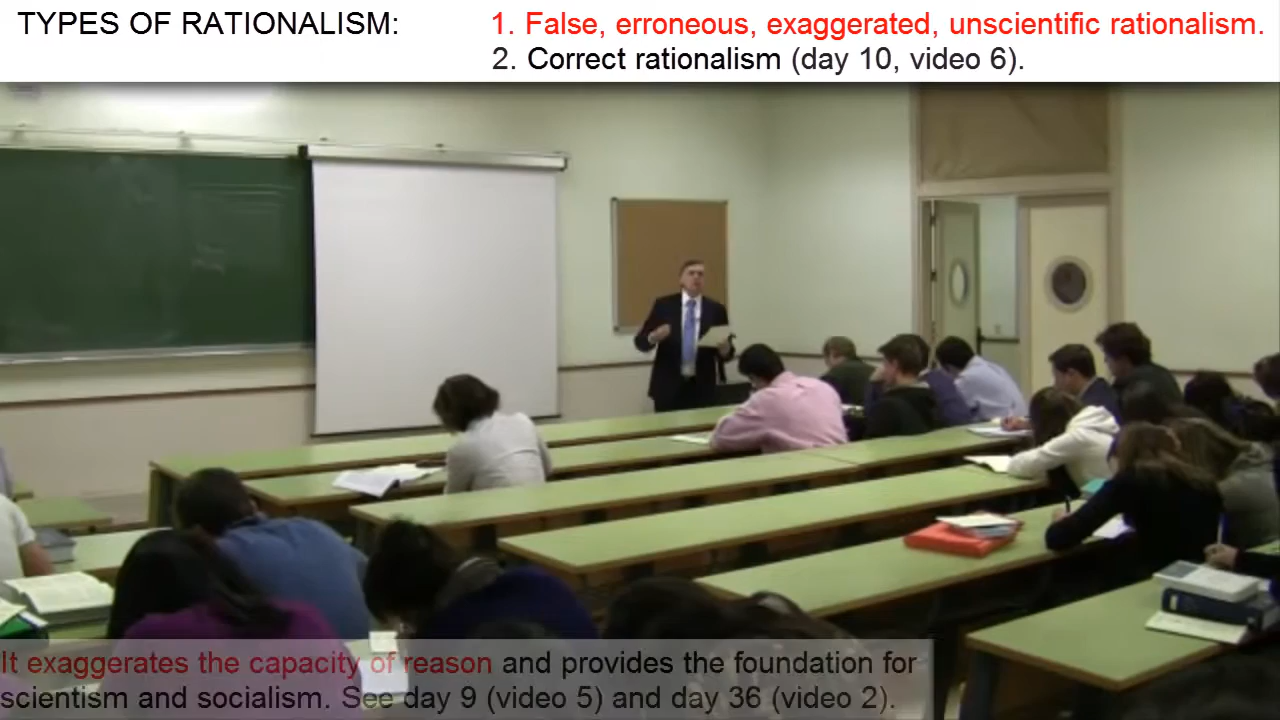 TYPES OF RATIONALISM:
1. False, erroneous, exaggerated, unscientific rationalism.
2. Correct rationalism (day 10, video 6).
It exaggerates the capacity of reason and provides the foundation for
scientism and socialism. See day 9 (video 5) and day 36 (video 2).